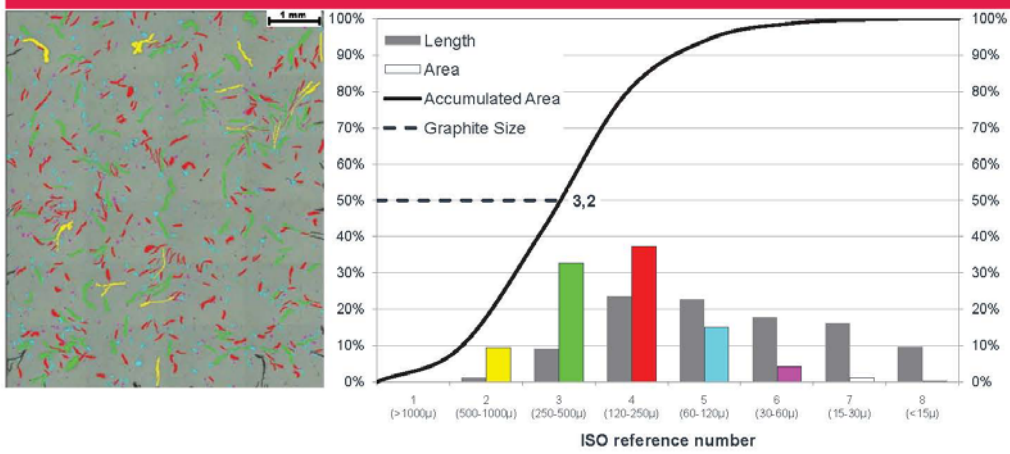 1 mm
100%
90%
80%
70%
60%
50%
40%
30%
20%
10%
0%
Length
Area
Accumulated Area
Graphite Size
3,2
100%
90%
80%
70%
60%
50%
40%
30%
20%
10%
0%
1 2 3 4 5 6 7 8
(>1000µ) (500-1000µ) (250-500µ) (120-250µ) (60-120µ) (30-60µ) (15-30µ) (<15µ)
ISO reference number